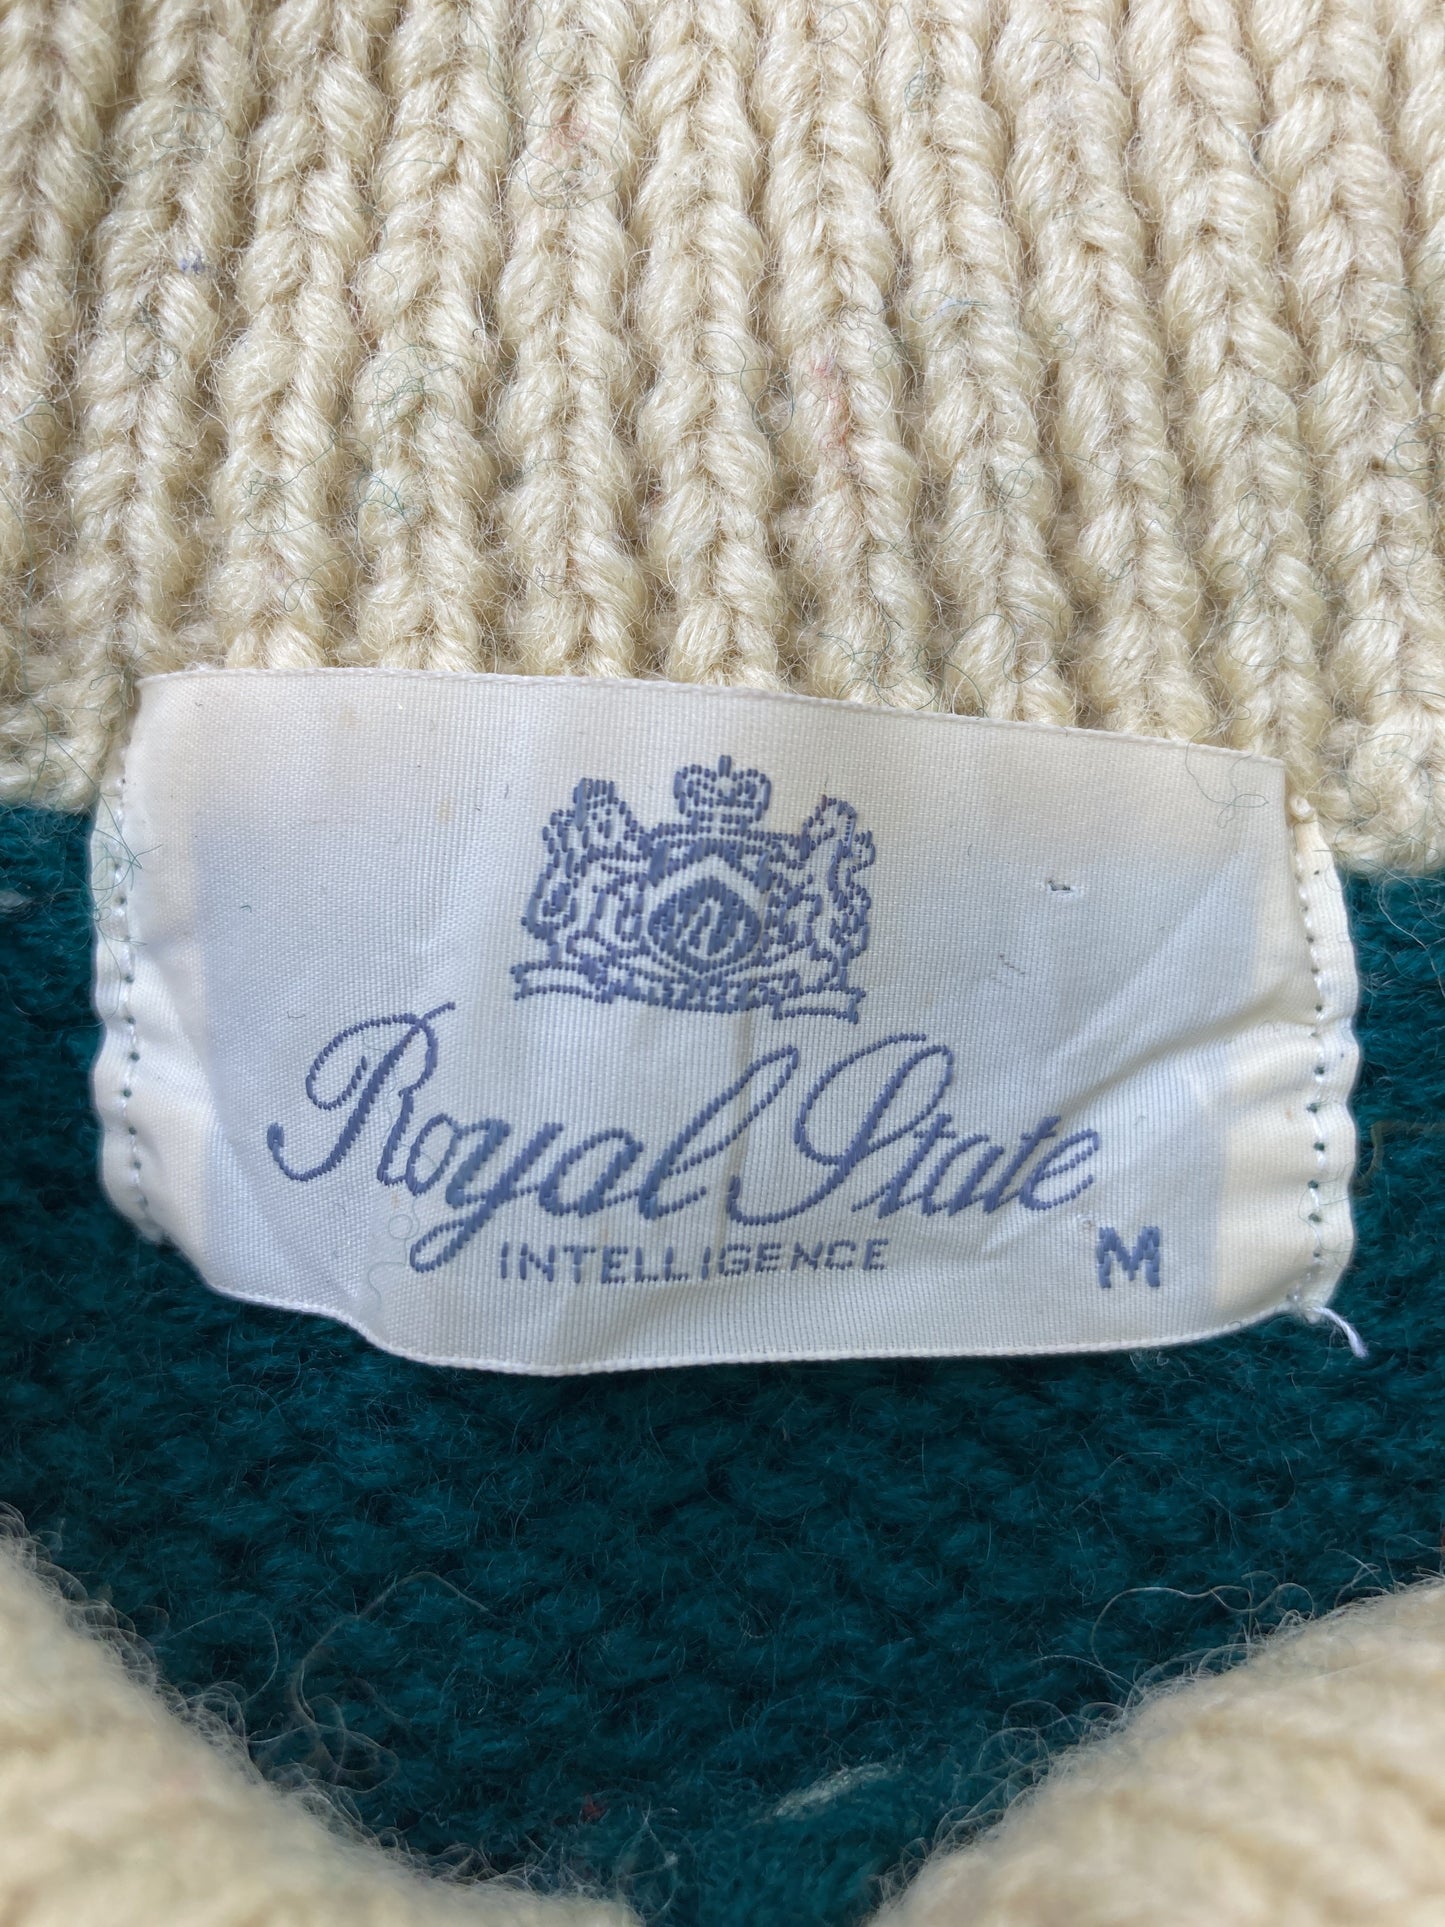 Royal State
INTELLIGENCE
M